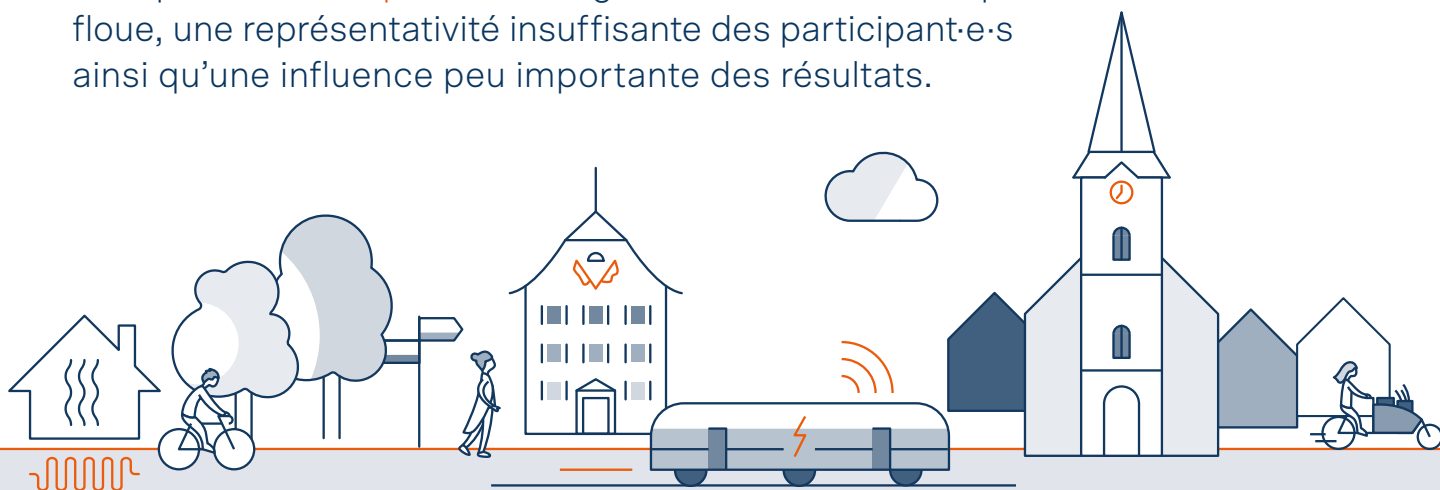 floue, une représentativité insuffisante des participant·e·s
ainsi qu’une influence peu importante des résultats.